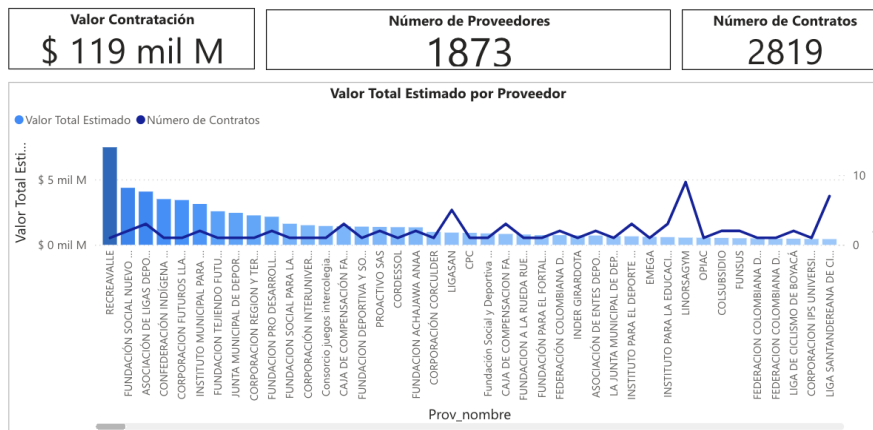 Valor Contratación
$ 119 mil M
Número de Proveedores
1873
Número de Contratos
2819
Valor Total Estimado por Proveedor
Valor Total Estimado Número de Contratos
Valor Total Esti...
$ 5 mil M
$ 0 mil M
10
0
RECREAVALLE
FUNDACIÓN SOCIAL NUEVO ...
ASOCIACIÓN DE LIGAS DEPO...
CONFEDERACIÓN INDÍGENA ...
CORPORACION FUTUROS LLA...
INSTITUTO MUNICIPAL PARA ...
FUNDACION TEJIENDO FUTU...
JUNTA MUNICIPAL DE DEPOR...
CORPORACION REGION Y TER...
FUNDACION PRO DESARROLL...
FUNDACION SOCIAL PARA LA...
CORPORACIÓN INTERUNIVER...
Consorcio juegos intercolegia...
CAJA DE COMPENSACIÓN FA...
FUNDACION DEPORTIVA Y SO...
PROACTIVO SAS
CORDESSOL
FUNDACION ACHAJAWA ANAA
CORPORACIÓN CORCULDER
LIGASAN
CPC
Fundación Social y Deportiva ...
CAJA DE COMPENSACION FA...
FUNDACION A LA RUEDA RUE...
FUNDACIÓN PARA EL FORTAL...
FEDERACIÓN COLOMBIANA D...
INDER GIRARDOTA
ASOCIACIÓN DE ENTES DEPO...
LA JUNTA MUNICIPAL DE DEP...
INSTITUTO PARA EL DEPORTE ...
EMEGA
INSTITUTO PARA LA EDUCACI...
LINORSAGYM
OPIAC
COLSUBSIDIO
FUNSUS
FEDERACION COLOMBIANA D...
FEDERACION COLOMBIANA D...
LIGA DE CICLISMO DE BOYACÁ
CORPORACION IPS UNIVERSI...
LIGA SANTANDEREANA DE CI...
Prov_nombre